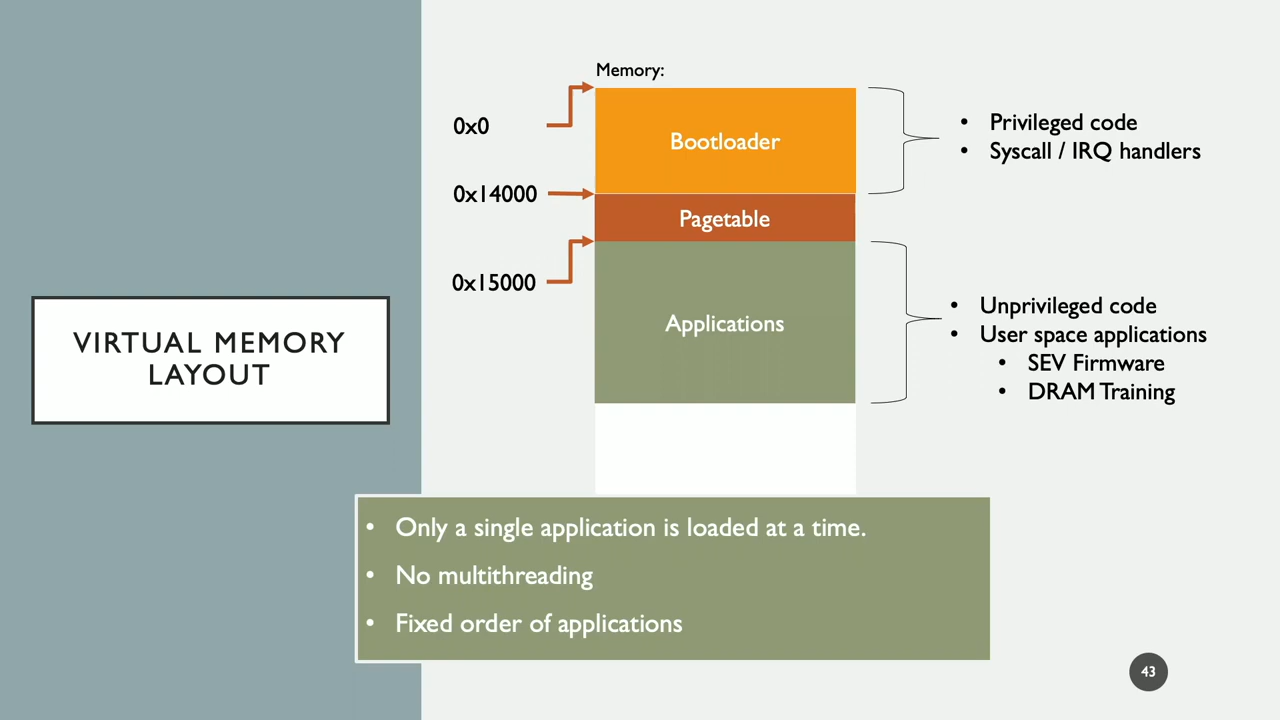 Memory:
0x0
Bootloader
• Privileged code
• Syscall / IRQ handlers
0x14000
Pagetable
0x15000
Applications
• Unprivileged code
• User space applications
• SEV Firmware
• DRAM Training
VIRTUAL MEMORY
LAYOUT
• Only a single application is loaded at a time.
• No multithreading
• Fixed order of applications
43